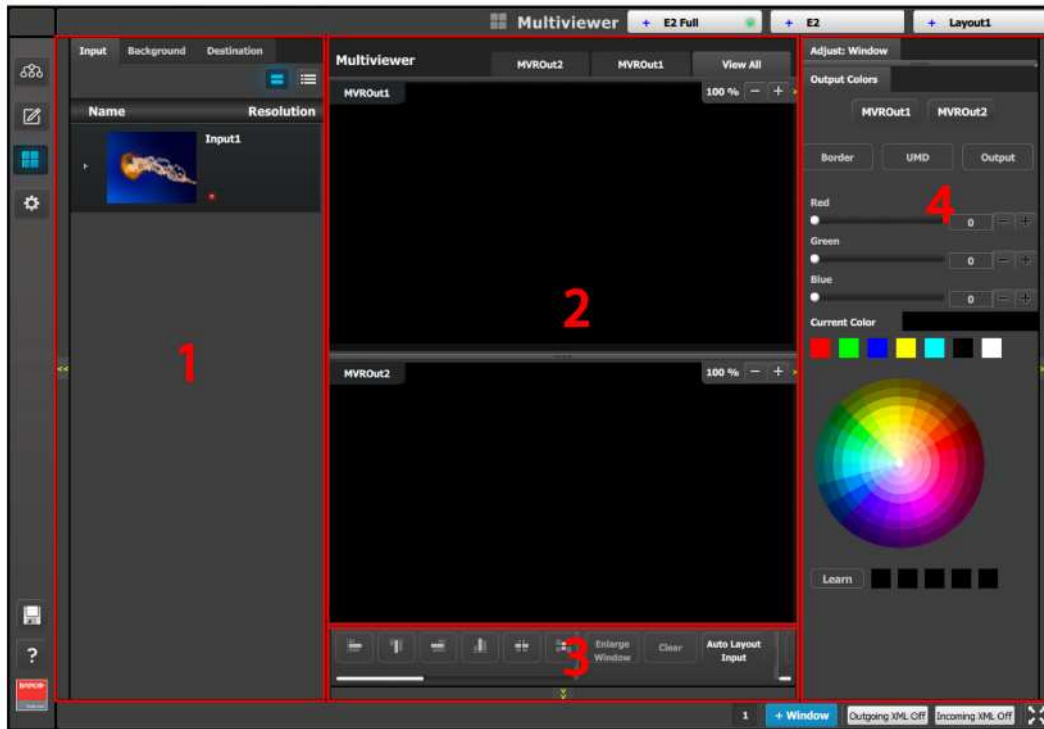 Multiviewer
+ E2 Full
+ E2
+ Layout1
Input Background Destination
Name Resolution
Input1
1
Multiviewer MVROut2 MVROut1 View All
MVROut1 100 % − +
2
MVROut2 100 % − +
3
Enlarge Window
Clear
Auto Layout Input
Adjust: Window
Output Colors
MVROut1 MVROut2
Border UMD Output
Red
0 − +
4
Green
0 − +
Blue
0 − +
Current Color
Learn
<<
?
BARCO
1 + Window Outgoing XML Off Incoming XML Off